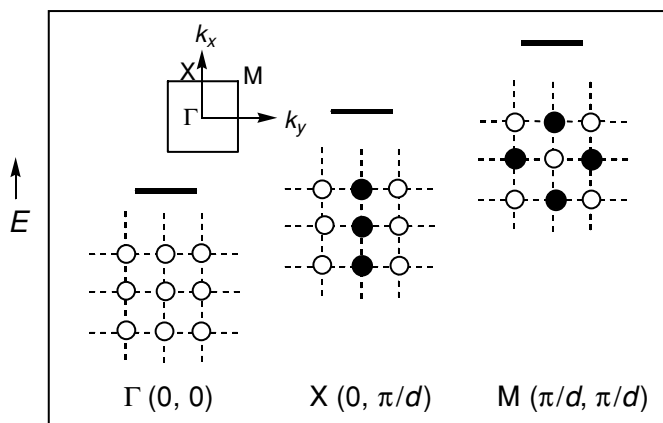 k_x
X
M
Γ
k_y
E
Γ (0, 0)
X (0, π/d)
M (π/d, π/d)